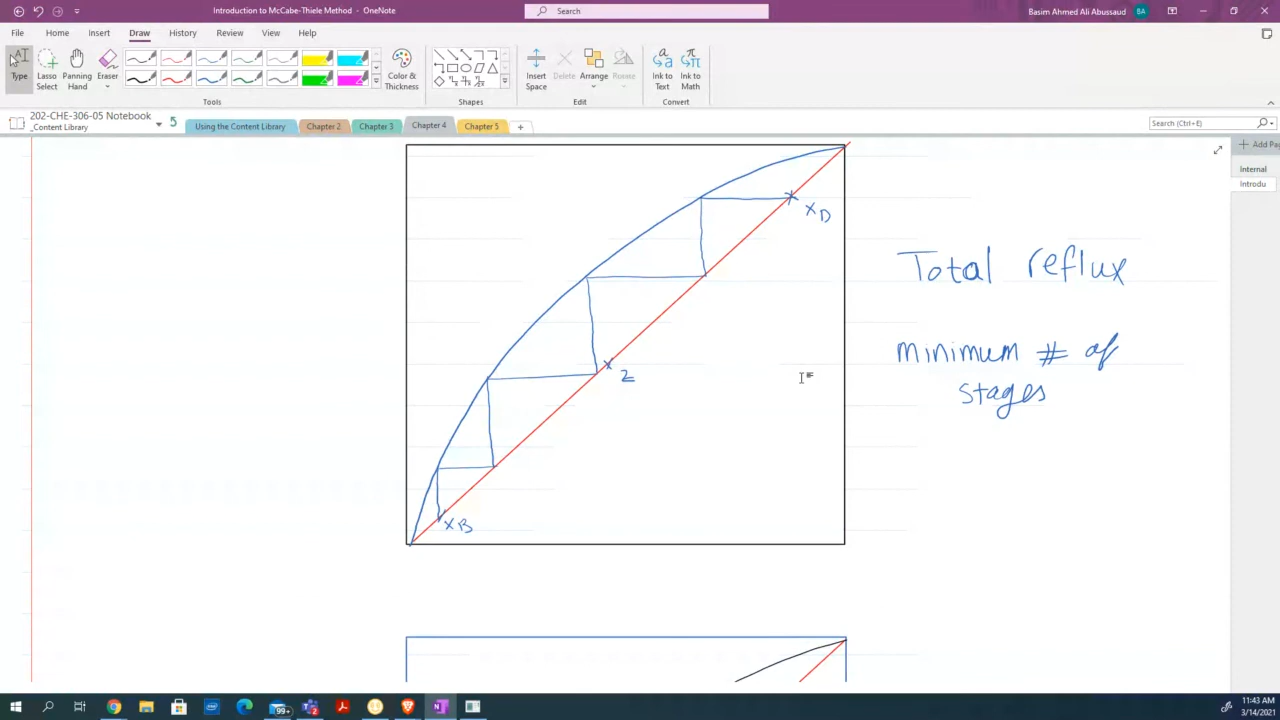 Introduction to McCabe-Thiele Method - OneNote
Search
Basim Ahmed Ali Abussaud
BA
File Home Insert Draw History Review View Help
Type
Lasso Select
Panning Hand
Eraser
Color & Thickness
Insert Space
Delete
Arrange
Rotate
Ink to Text
Ink to Math
Tools
Shapes
Edit
Convert
202-CHE-306-05 Notebook
_Content Library
5
Using the Content Library
Chapter 2
Chapter 3
Chapter 4
Chapter 5
Search (Ctrl+E)
Add Pag
Internal
Introdu
xD
Total reflux
minimum # of
stages
z
xB
99+
11:43 AM
3/14/2021